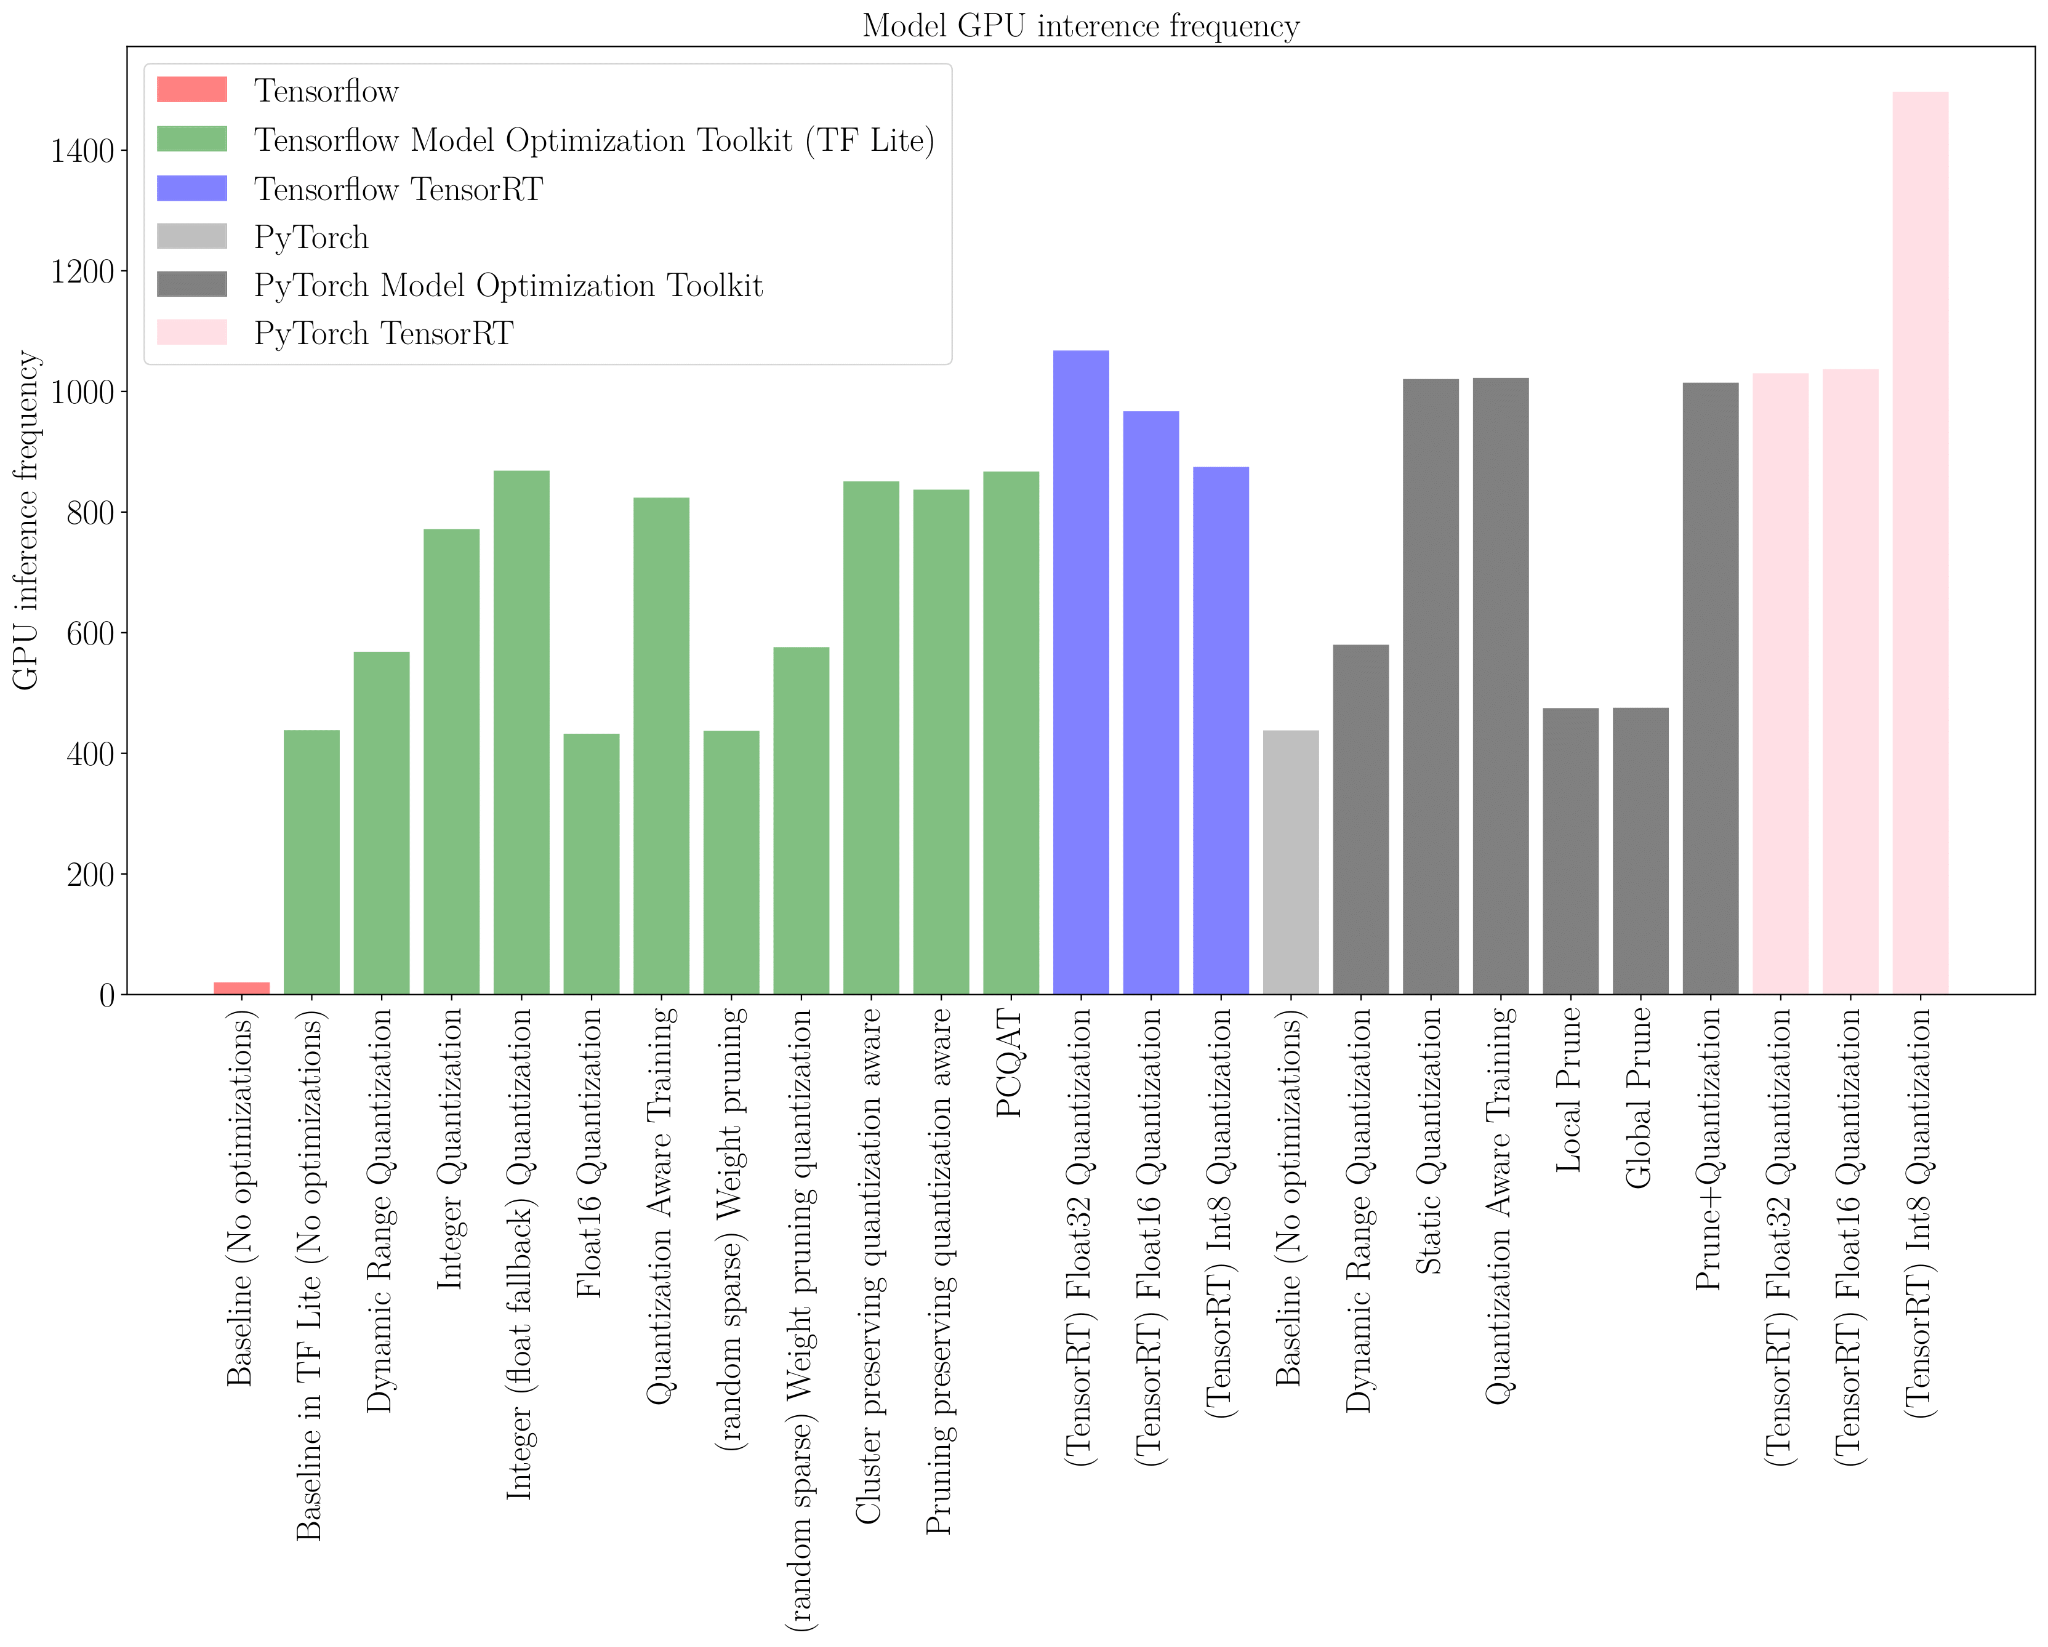 Model GPU interence frequency
Tensorflow
Tensorflow Model Optimization Toolkit (TF Lite)
Tensorflow TensorRT
PyTorch
PyTorch Model Optimization Toolkit
PyTorch TensorRT
GPU inference frequency
1400
1200
1000
800
600
400
200
0
Baseline (No optimizations)
Baseline in TF Lite (No optimizations)
Dynamic Range Quantization
Integer Quantization
Integer (float fallback) Quantization
Float16 Quantization
Quantization Aware Training
(random sparse) Weight pruning
(random sparse) Weight pruning quantization
Cluster preserving quantization aware
Pruning preserving quantization aware
PCQAT
(TensorRT) Float32 Quantization
(TensorRT) Float16 Quantization
(TensorRT) Int8 Quantization
Baseline (No optimizations)
Dynamic Range Quantization
Static Quantization
Quantization Aware Training
Local Prune
Global Prune
Prune+Quantization
(TensorRT) Float32 Quantization
(TensorRT) Float16 Quantization
(TensorRT) Int8 Quantization